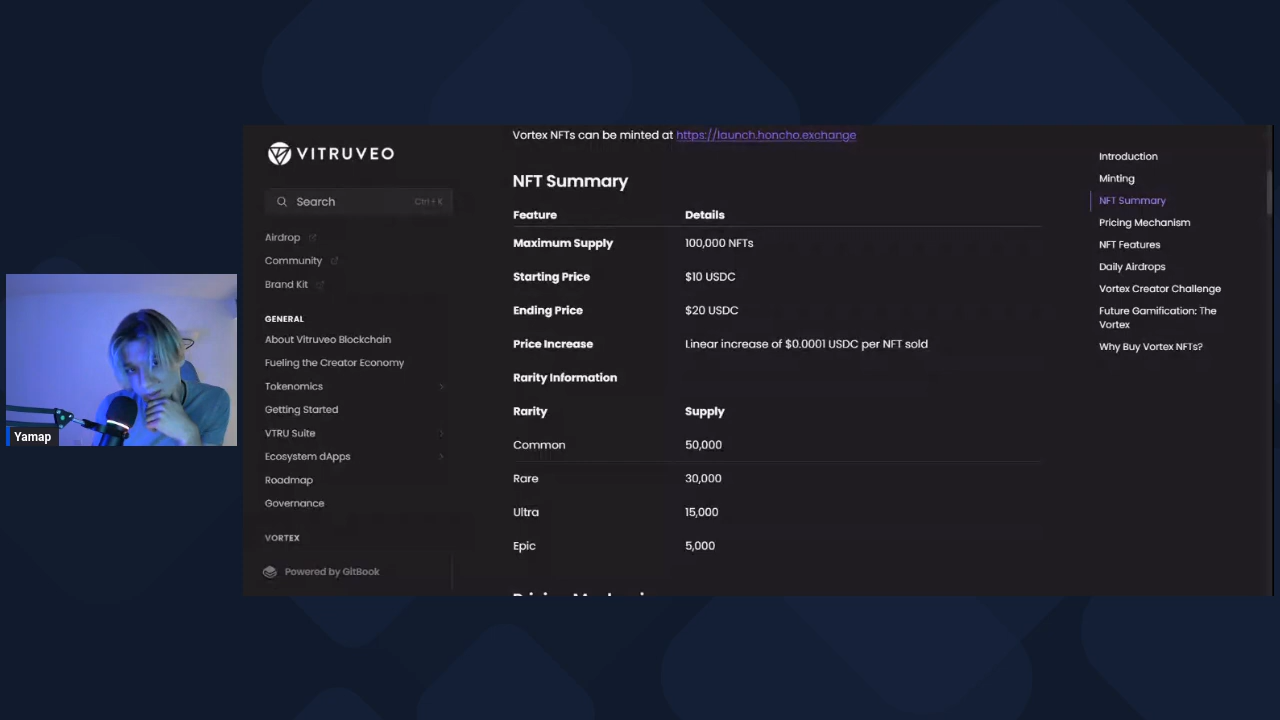 Vortex NFTs can be minted at https://launch.honcho.exchange
VITRUVEO
Search Ctrl + K
Airdrop
Community
Brand Kit
GENERAL
About Vitruveo Blockchain
Fueling the Creator Economy
Tokenomics
Getting Started
VTRU Suite
Ecosystem dApps
Roadmap
Governance
VORTEX
Powered by GitBook
NFT Summary
Feature Details
Maximum Supply 100,000 NFTs
Starting Price $10 USDC
Ending Price $20 USDC
Price Increase Linear increase of $0.0001 USDC per NFT sold
Rarity Information
Rarity Supply
Common 50,000
Rare 30,000
Ultra 15,000
Epic 5,000
Introduction
Minting
NFT Summary
Pricing Mechanism
NFT Features
Daily Airdrops
Vortex Creator Challenge
Future Gamification: The
Vortex
Why Buy Vortex NFTs?
Yamap